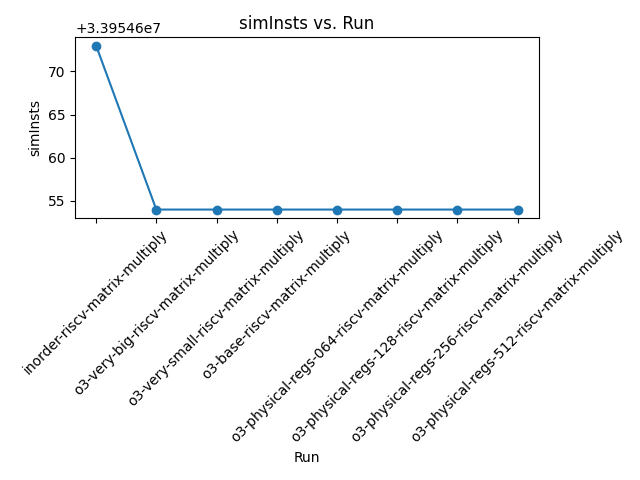 simInsts vs. Run
+3.39546e7
70
65
60
55
simInsts
inorder-riscv-matrix-multiply
o3-very-big-riscv-matrix-multiply
o3-very-small-riscv-matrix-multiply
o3-base-riscv-matrix-multiply
o3-physical-regs-064-riscv-matrix-multiply
o3-physical-regs-128-riscv-matrix-multiply
o3-physical-regs-256-riscv-matrix-multiply
o3-physical-regs-512-riscv-matrix-multiply
Run